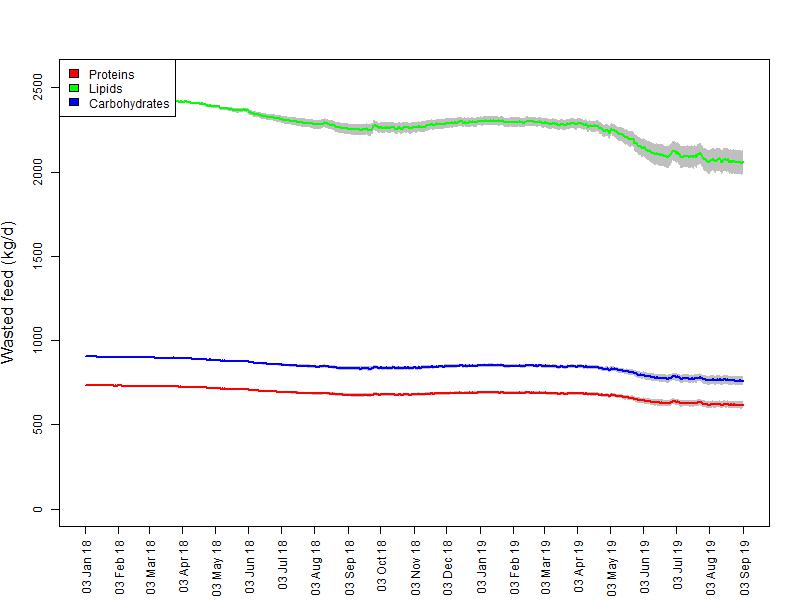 Proteins
Lipids
Carbohydrates
Wasted feed (kg/d)
2500
2000
1500
1000
500
0
03 Jan 18
03 Feb 18
03 Mar 18
03 Apr 18
03 May 18
03 Jun 18
03 Jul 18
03 Aug 18
03 Sep 18
03 Oct 18
03 Nov 18
03 Dec 18
03 Jan 19
03 Feb 19
03 Mar 19
03 Apr 19
03 May 19
03 Jun 19
03 Jul 19
03 Aug 19
03 Sep 19